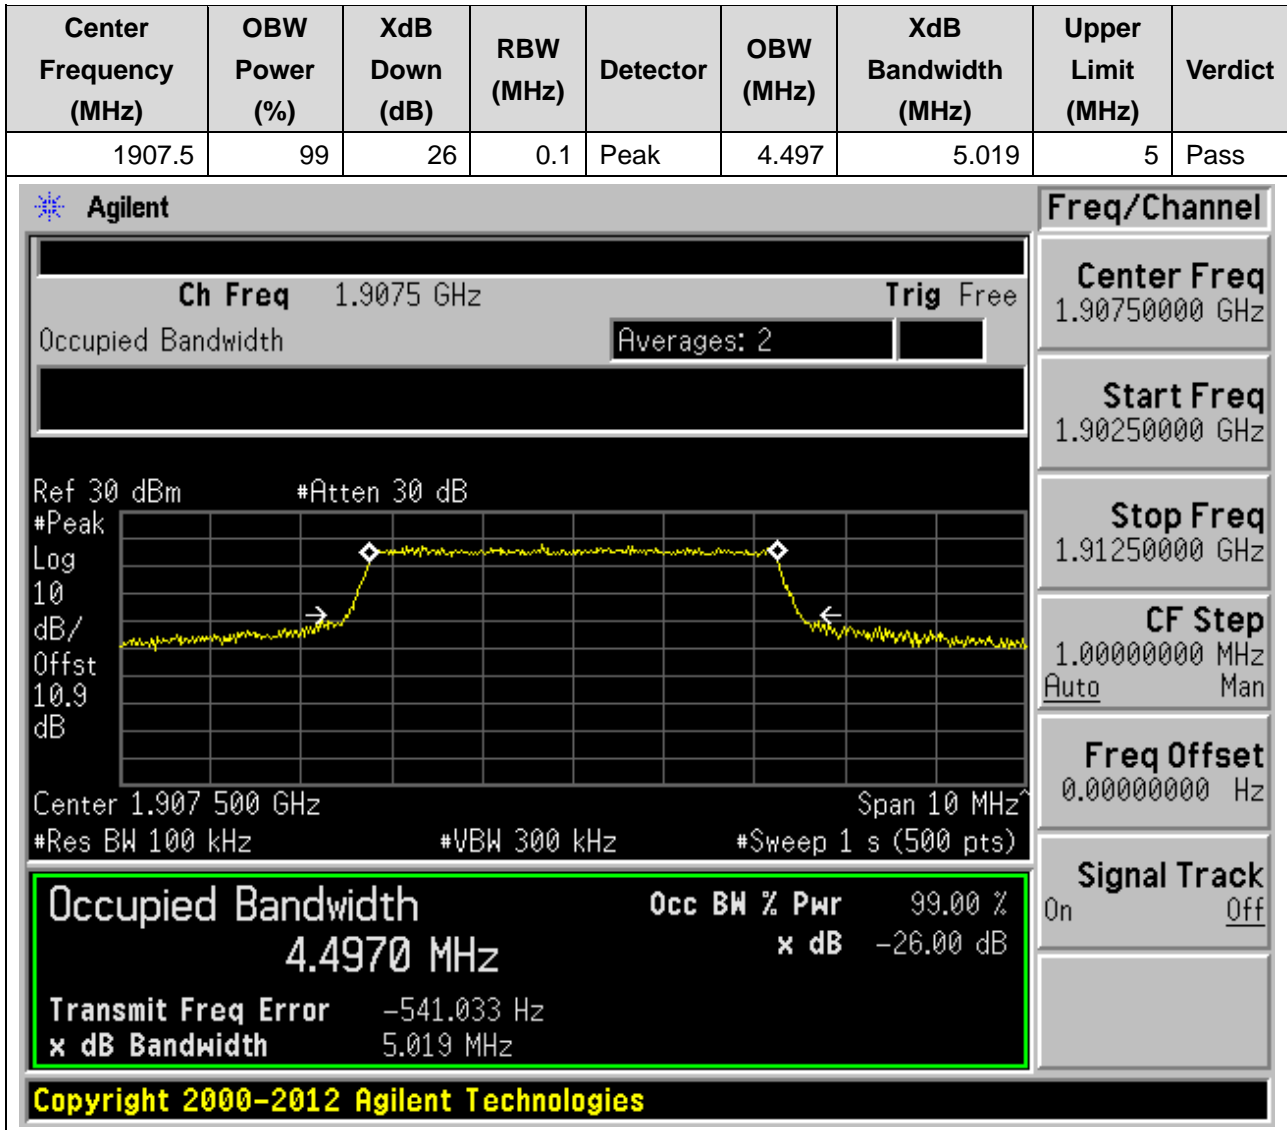 Center Frequency (MHz) OBW Power (%) XdB Down (dB) RBW (MHz) Detector OBW (MHz) XdB Bandwidth (MHz) Upper Limit (MHz) Verdict
1907.5 99 26 0.1 Peak 4.497 5.019 5 Pass
Agilent
Freq/Channel
Ch Freq 1.9075 GHz Trig Free
Occupied Bandwidth Averages: 2
Center Freq
1.90750000 GHz
Start Freq
1.90250000 GHz
Stop Freq
1.91250000 GHz
CF Step
1.00000000 MHz
Auto Man
Freq Offset
0.00000000 Hz
Signal Track
On Off
Ref 30 dBm #Atten 30 dB
#Peak
Log
10
dB/
Offst
10.9
dB
Center 1.907 500 GHz Span 10 MHz^
#Res BW 100 kHz #VBW 300 kHz #Sweep 1 s (500 pts)
Occupied Bandwidth Occ BW % Pwr 99.00 %
4.4970 MHz x dB -26.00 dB
Transmit Freq Error -541.033 Hz
x dB Bandwidth 5.019 MHz
Copyright 2000-2012 Agilent Technologies